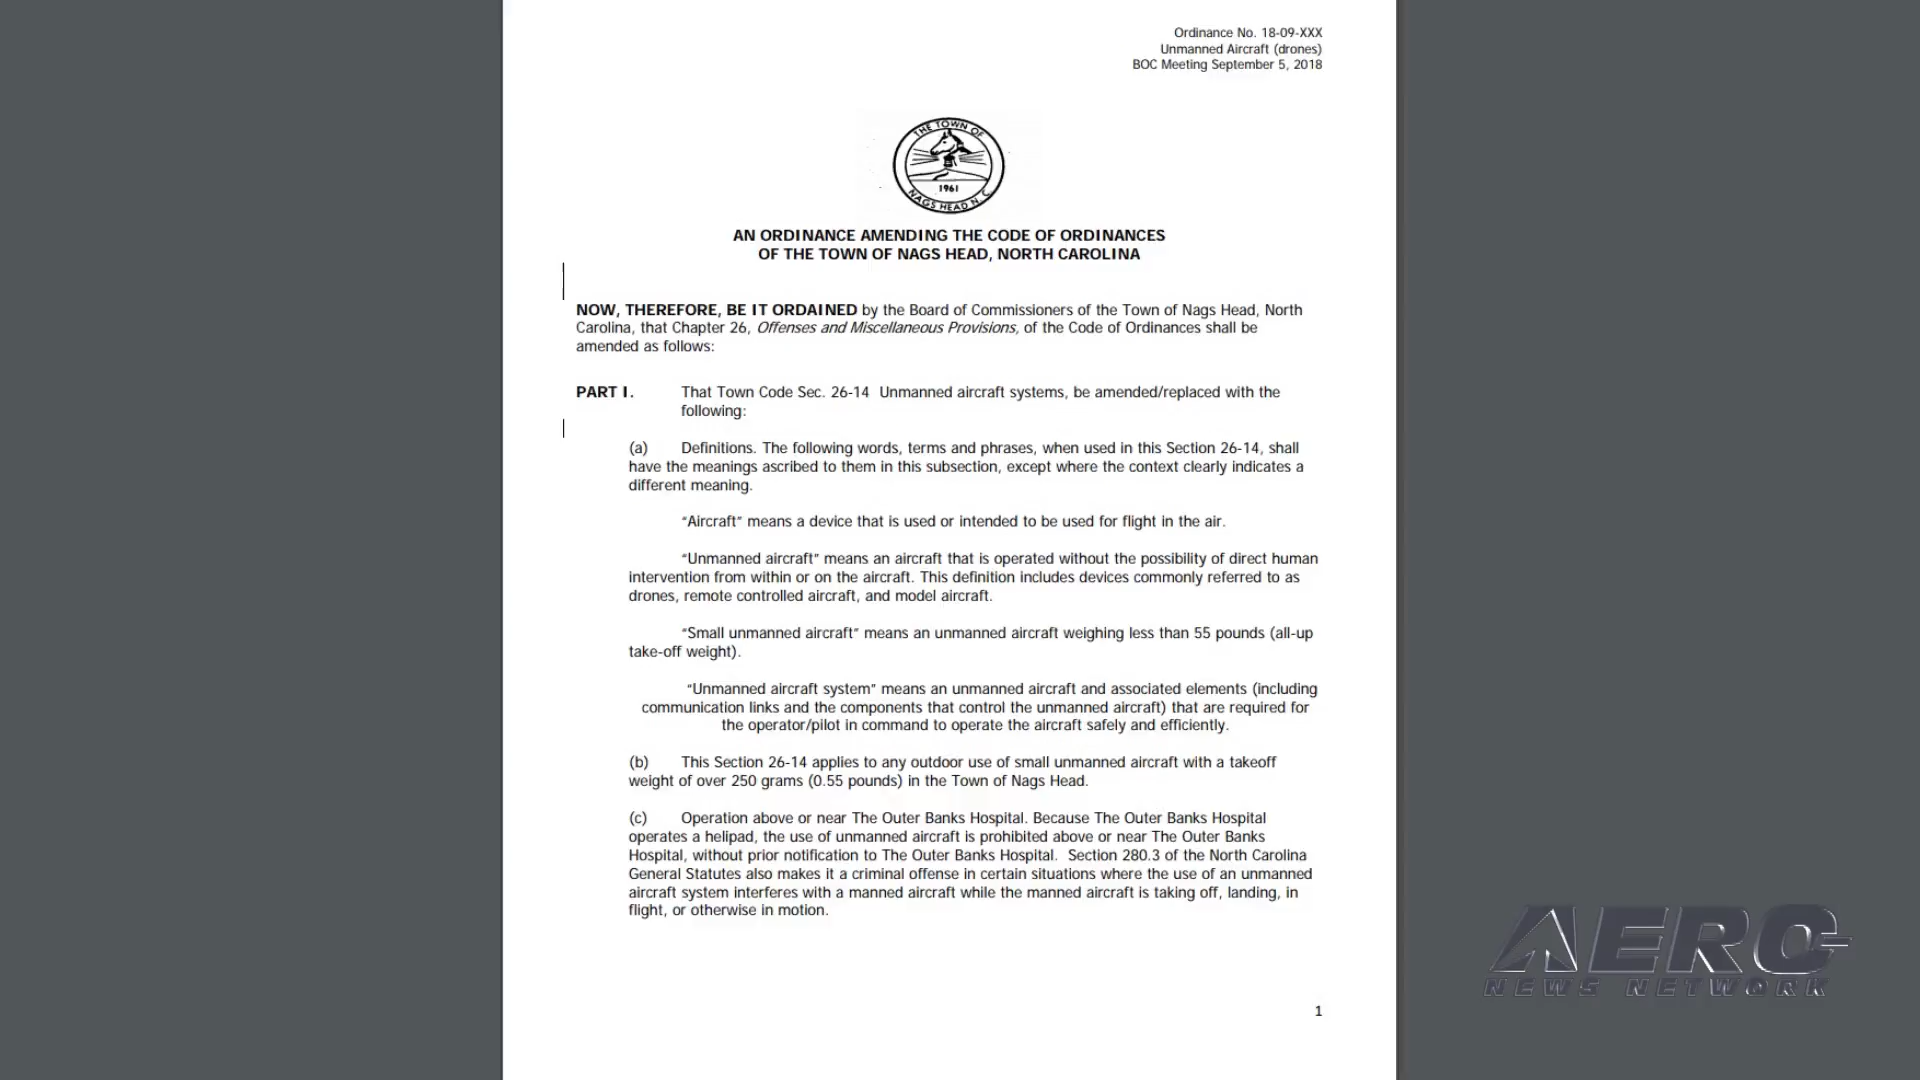 Ordinance No. 18-09-XXX
Unmanned Aircraft (drones)
BOC Meeting September 5, 2018
THE TOWN OF
1961
NAGS HEAD N. C.
AN ORDINANCE AMENDING THE CODE OF ORDINANCES
OF THE TOWN OF NAGS HEAD, NORTH CAROLINA
NOW, THEREFORE, BE IT ORDAINED by the Board of Commissioners of the Town of Nags Head, North
Carolina, that Chapter 26, Offenses and Miscellaneous Provisions, of the Code of Ordinances shall be
amended as follows:
PART I. That Town Code Sec. 26-14 Unmanned aircraft systems, be amended/replaced with the
following:
(a) Definitions. The following words, terms and phrases, when used in this Section 26-14, shall
have the meanings ascribed to them in this subsection, except where the context clearly indicates a
different meaning.
“Aircraft” means a device that is used or intended to be used for flight in the air.
“Unmanned aircraft” means an aircraft that is operated without the possibility of direct human
intervention from within or on the aircraft. This definition includes devices commonly referred to as
drones, remote controlled aircraft, and model aircraft.
“Small unmanned aircraft” means an unmanned aircraft weighing less than 55 pounds (all-up
take-off weight).
“Unmanned aircraft system” means an unmanned aircraft and associated elements (including
communication links and the components that control the unmanned aircraft) that are required for
the operator/pilot in command to operate the aircraft safely and efficiently.
(b) This Section 26-14 applies to any outdoor use of small unmanned aircraft with a takeoff
weight of over 250 grams (0.55 pounds) in the Town of Nags Head.
(c) Operation above or near The Outer Banks Hospital. Because The Outer Banks Hospital
operates a helipad, the use of unmanned aircraft is prohibited above or near The Outer Banks
Hospital, without prior notification to The Outer Banks Hospital. Section 280.3 of the North Carolina
General Statutes also makes it a criminal offense in certain situations where the use of an unmanned
aircraft system interferes with a manned aircraft while the manned aircraft is taking off, landing, in
flight, or otherwise in motion.
AERO
NEWS NETWORK
1